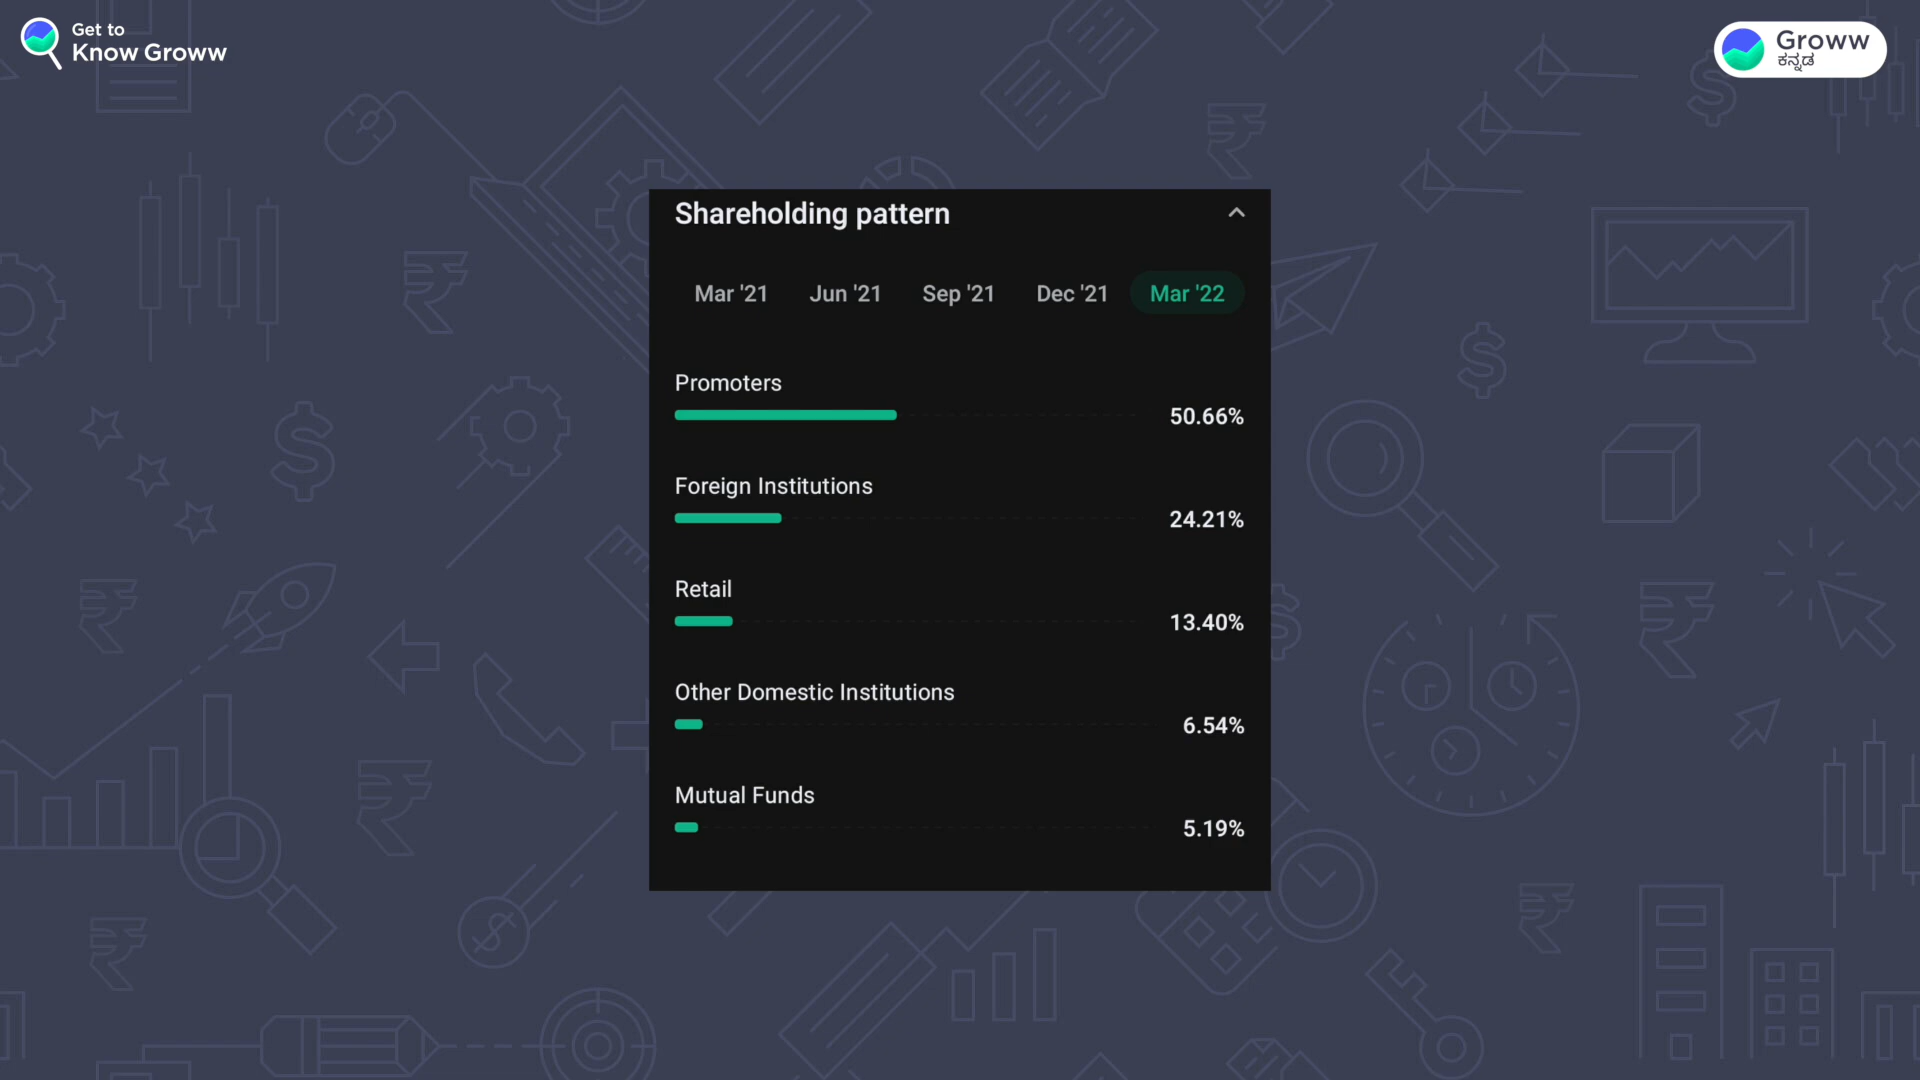 Get to
Know Groww
Groww
ಕನ್ನಡ
Shareholding pattern
Mar '21 Jun '21 Sep '21 Dec '21 Mar '22
Promoters
50.66%
Foreign Institutions
24.21%
Retail
13.40%
Other Domestic Institutions
6.54%
Mutual Funds
5.19%